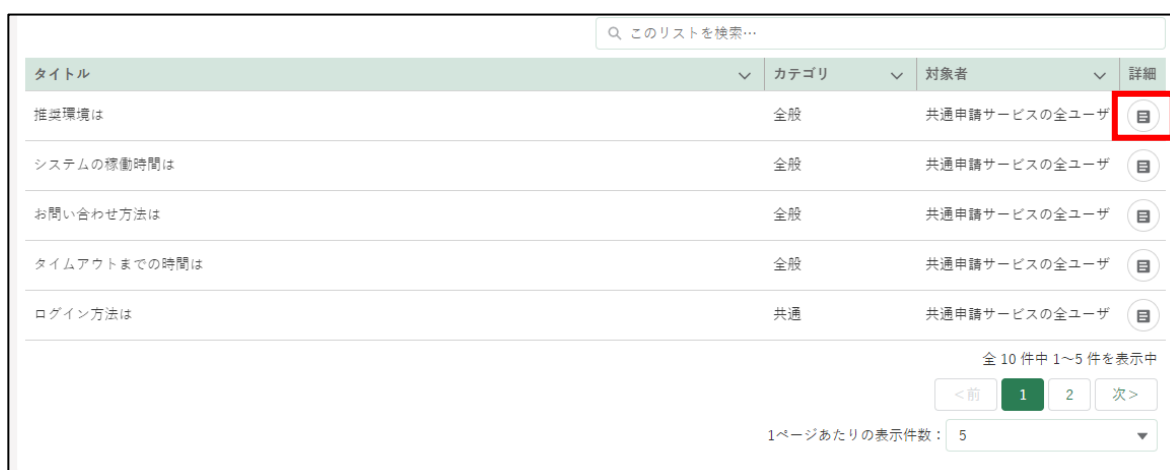 このリストを検索…
タイトル カテゴリ 対象者 詳細
推奨環境は 全般 共通申請サービスの全ユーザ
システムの稼働時間は 全般 共通申請サービスの全ユーザ
お問い合わせ方法は 全般 共通申請サービスの全ユーザ
タイムアウトまでの時間は 全般 共通申請サービスの全ユーザ
ログイン方法は 共通 共通申請サービスの全ユーザ
全 10 件中 1～5 件を表示中
<前 1 2 次>
1ページあたりの表示件数： 5